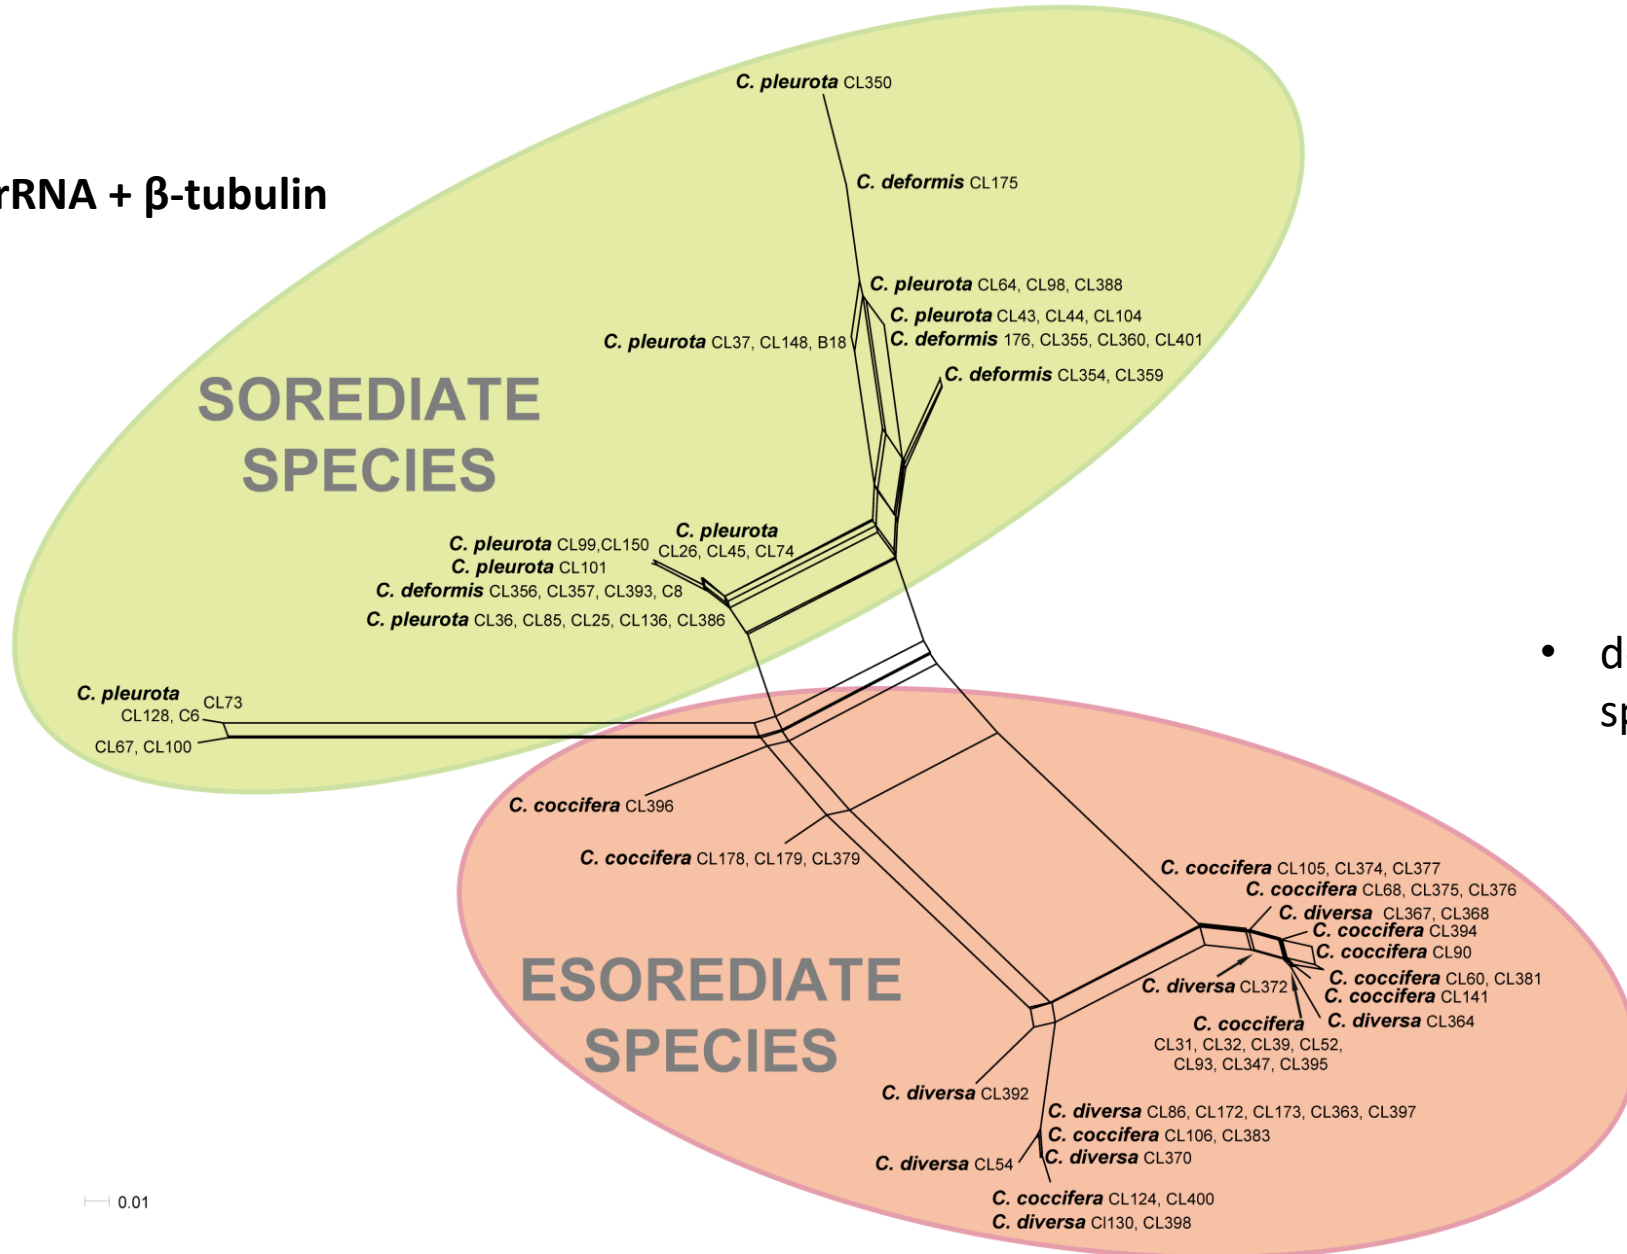 C. pleurota CL350
rRNA + β-tubulin
C. deformis CL175
C. pleurota CL64, CL98, CL388
C. pleurota CL43, CL44, CL104
C. pleurota CL37, CL148, B18
C. deformis 176, CL355, CL360, CL401
C. deformis CL354, CL359
SOREDIATE
SPECIES
C. pleurota
CL26, CL45, CL74
C. pleurota CL99,CL150
C. pleurota CL101
C. deformis CL356, CL357, CL393, C8
C. pleurota CL36, CL85, CL25, CL136, CL386
• d
sp
C. pleurota
CL73
CL128, C6
CL67, CL100
C. coccifera CL396
C. coccifera CL178, CL179, CL379
C. coccifera CL105, CL374, CL377
C. coccifera CL68, CL375, CL376
C. diversa CL367, CL368
C. coccifera CL394
C. coccifera CL90
C. coccifera CL60, CL381
C. diversa CL372
C. coccifera CL141
C. diversa CL364
C. coccifera
CL31, CL32, CL39, CL52,
CL93, CL347, CL395
ESOREDIATE
SPECIES
C. diversa CL392
C. diversa CL86, CL172, CL173, CL363, CL397
C. coccifera CL106, CL383
C. diversa CL370
C. diversa CL54
C. coccifera CL124, CL400
C. diversa Cl130, CL398
0.01